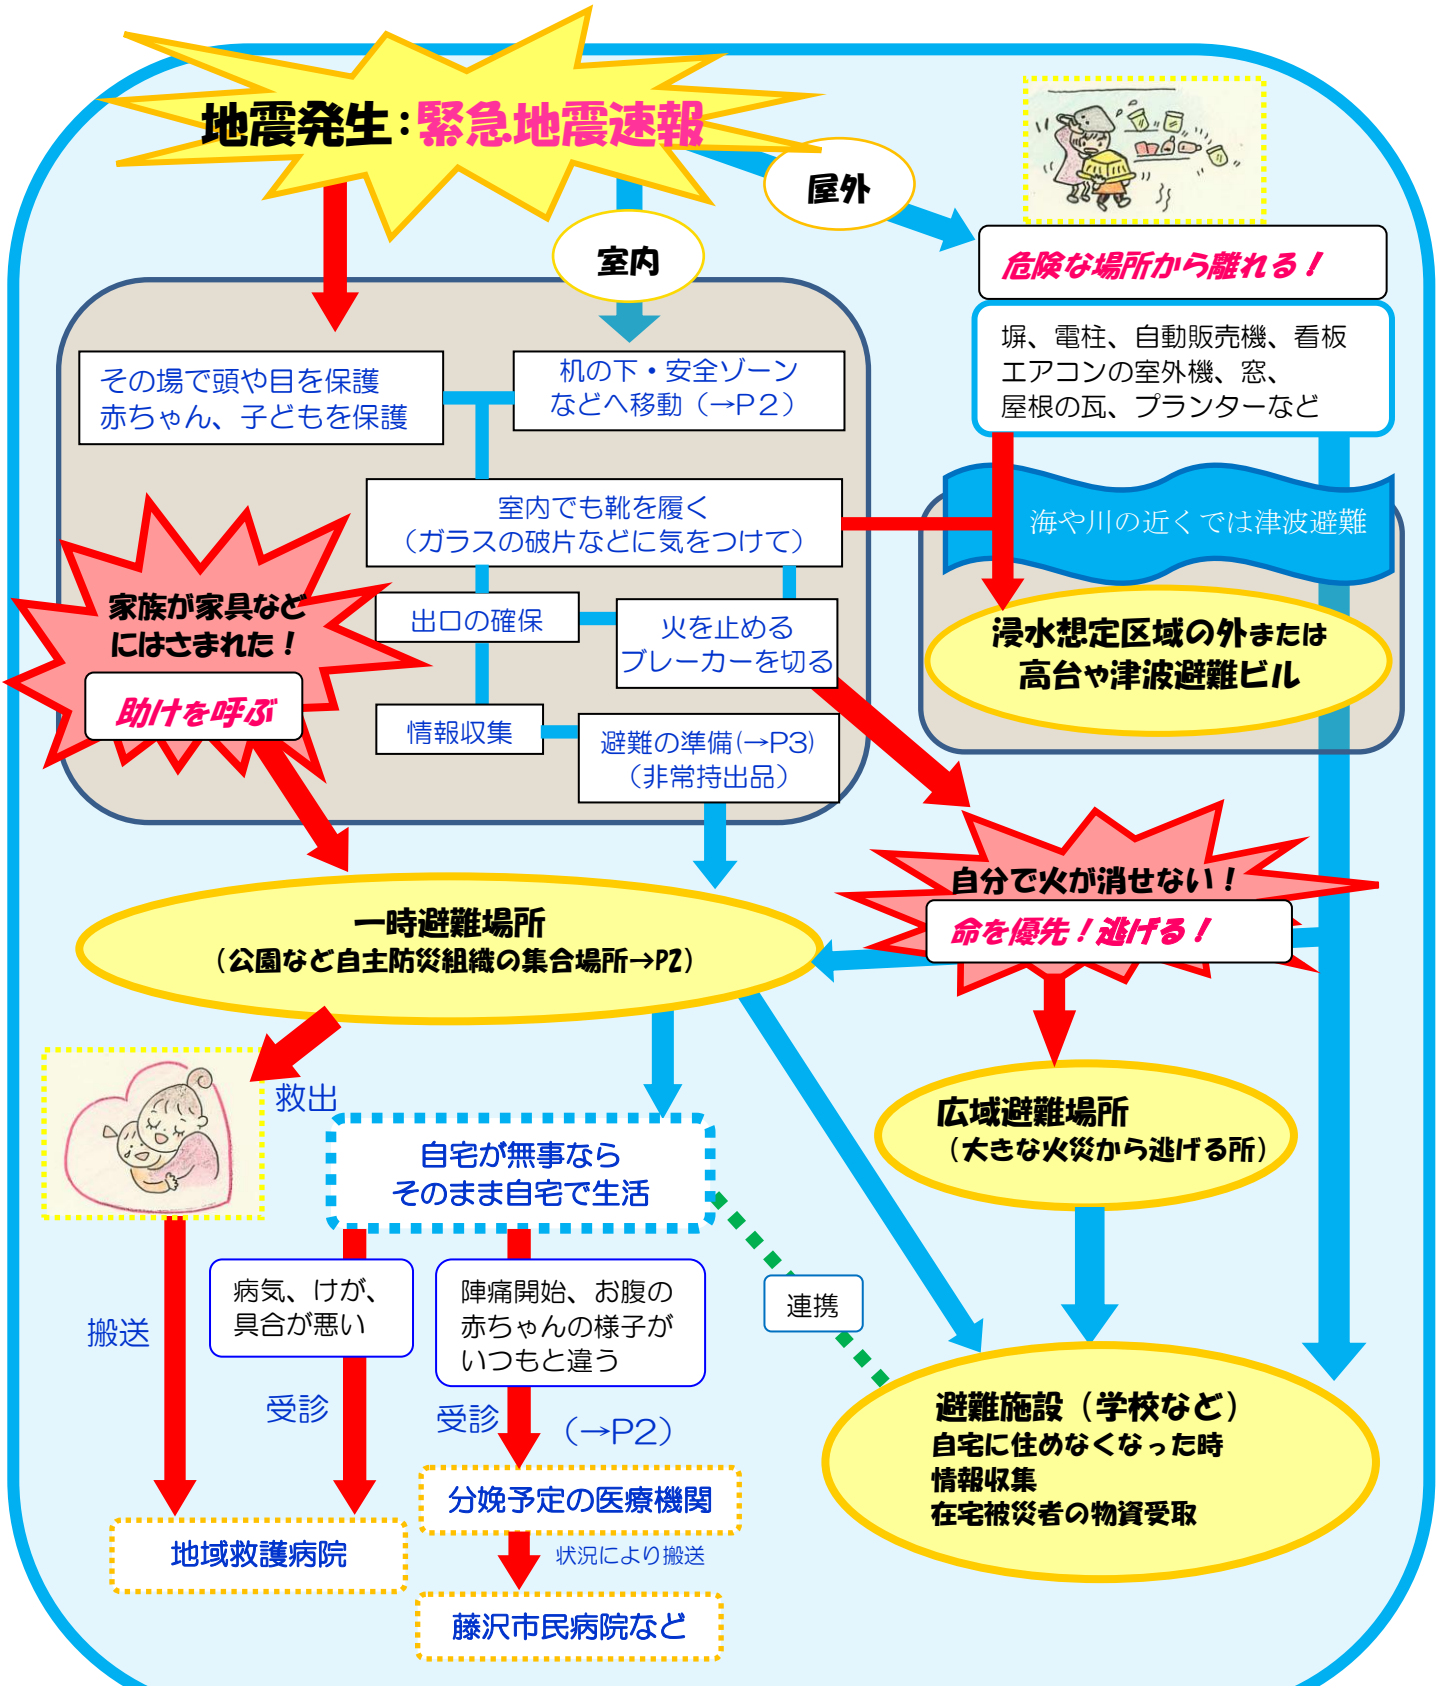 地震発生：緊急地震速報
屋外
室内
危険な場所から離れる！
塀、電柱、自動販売機、看板
エアコンの室外機、窓、
屋根の瓦、プランターなど
その場で頭や目を保護
赤ちゃん、子どもを保護
机の下・安全ゾーン
などへ移動（→P２）
室内でも靴を履く
（ガラスの破片などに気をつけて）
海や川の近くでは津波避難
家族が家具など
にはさまれた！
助けを呼ぶ
出口の確保
火を止める
ブレーカーを切る
浸水想定区域の外または
高台や津波避難ビル
情報収集
避難の準備(→P3)
（非常持出品）
自分で火が消せない！
命を優先！逃げる！
一時避難場所
（公園など自主防災組織の集合場所→P2）
救出
広域避難場所
（大きな火災から逃げる所）
自宅が無事なら
そのまま自宅で生活
搬送
病気、けが、
具合が悪い
受診
陣痛開始、お腹の
赤ちゃんの様子が
いつもと違う
受診
（→P2）
連携
避難施設（学校など）
自宅に住めなくなった時
情報収集
在宅被災者の物資受取
分娩予定の医療機関
地域救護病院
状況により搬送
藤沢市民病院など